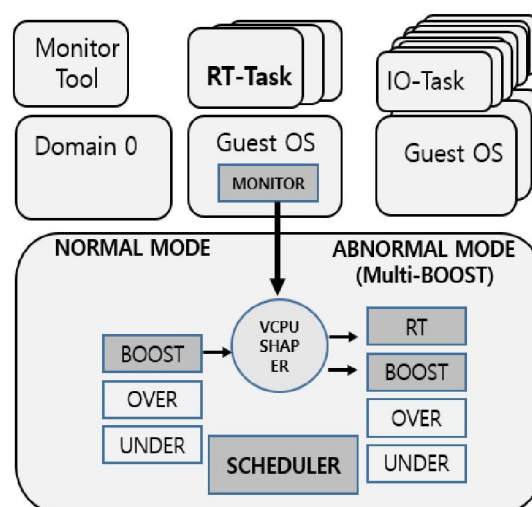 Monitor
Tool
RT-Task
IO-Task
Domain 0
Guest OS
MONITOR
Guest OS
NORMAL MODE
ABNORMAL MODE
(Multi-BOOST)
VCPU
SHAP
ER
BOOST
OVER
UNDER
RT
BOOST
OVER
UNDER
SCHEDULER